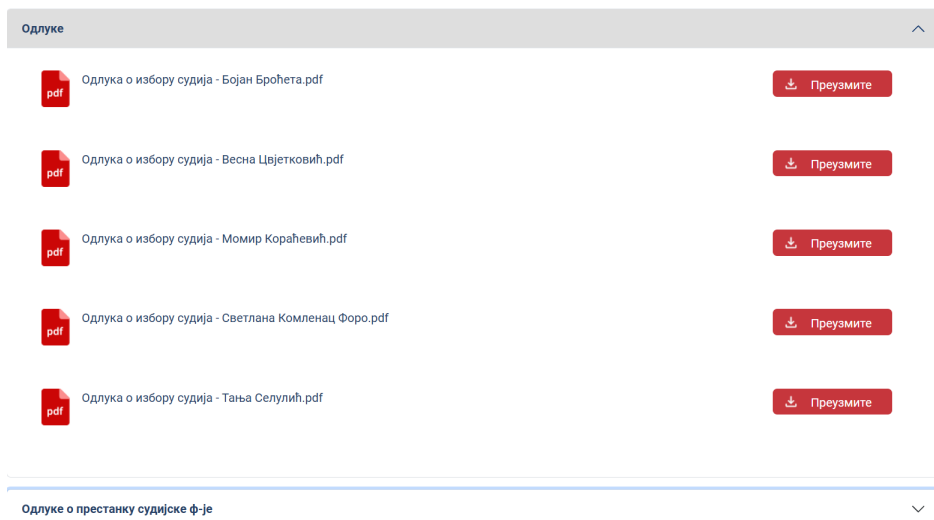 Одлуке
pdf
Одлука о избору судија - Бојан Броћета.pdf
Преузмите
pdf
Одлука о избору судија - Весна Цвјетковић.pdf
Преузмите
pdf
Одлука о избору судија - Момир Кораћевић.pdf
Преузмите
pdf
Одлука о избору судија - Светлана Комленац Форо.pdf
Преузмите
pdf
Одлука о избору судија - Тања Селулић.pdf
Преузмите
Одлуке о престанку судијске ф-је